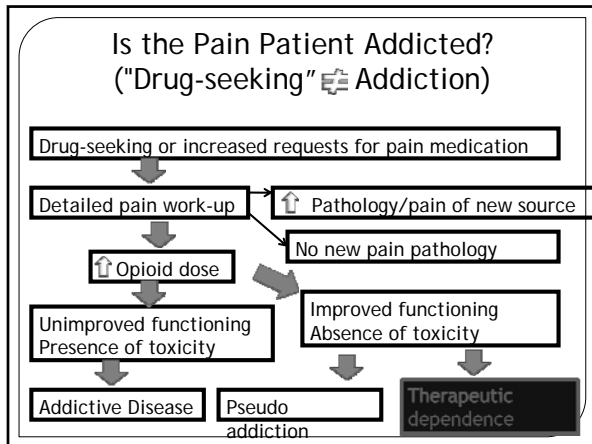 Is the Pain Patient Addicted?
("Drug-seeking" ≠ Addiction)
Drug-seeking or increased requests for pain medication
Detailed pain work-up
⇧ Pathology/pain of new source
No new pain pathology
⇧ Opioid dose
Unimproved functioning
Presence of toxicity
Improved functioning
Absence of toxicity
Addictive Disease
Pseudo
addiction
Therapeutic
dependence